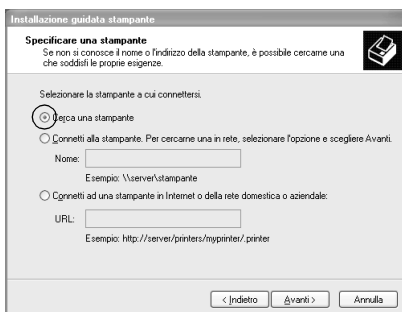 Installazione guidata stampante
Specificare una stampante
Se non si conosce il nome o l'indirizzo della stampante, è possibile cercarne una
che soddisfi le proprie esigenze.
Selezionare la stampante a cui connettersi.
Cerca una stampante
Connetti alla stampante. Per cercarne una in rete, selezionare l'opzione e scegliere Avanti.
Nome:
Esempio: \\server\stampante
Connetti ad una stampante in Internet o della rete domestica o aziendale:
URL:
Esempio: http://server/printers/myprinter/.printer
< Indietro Avanti > Annulla